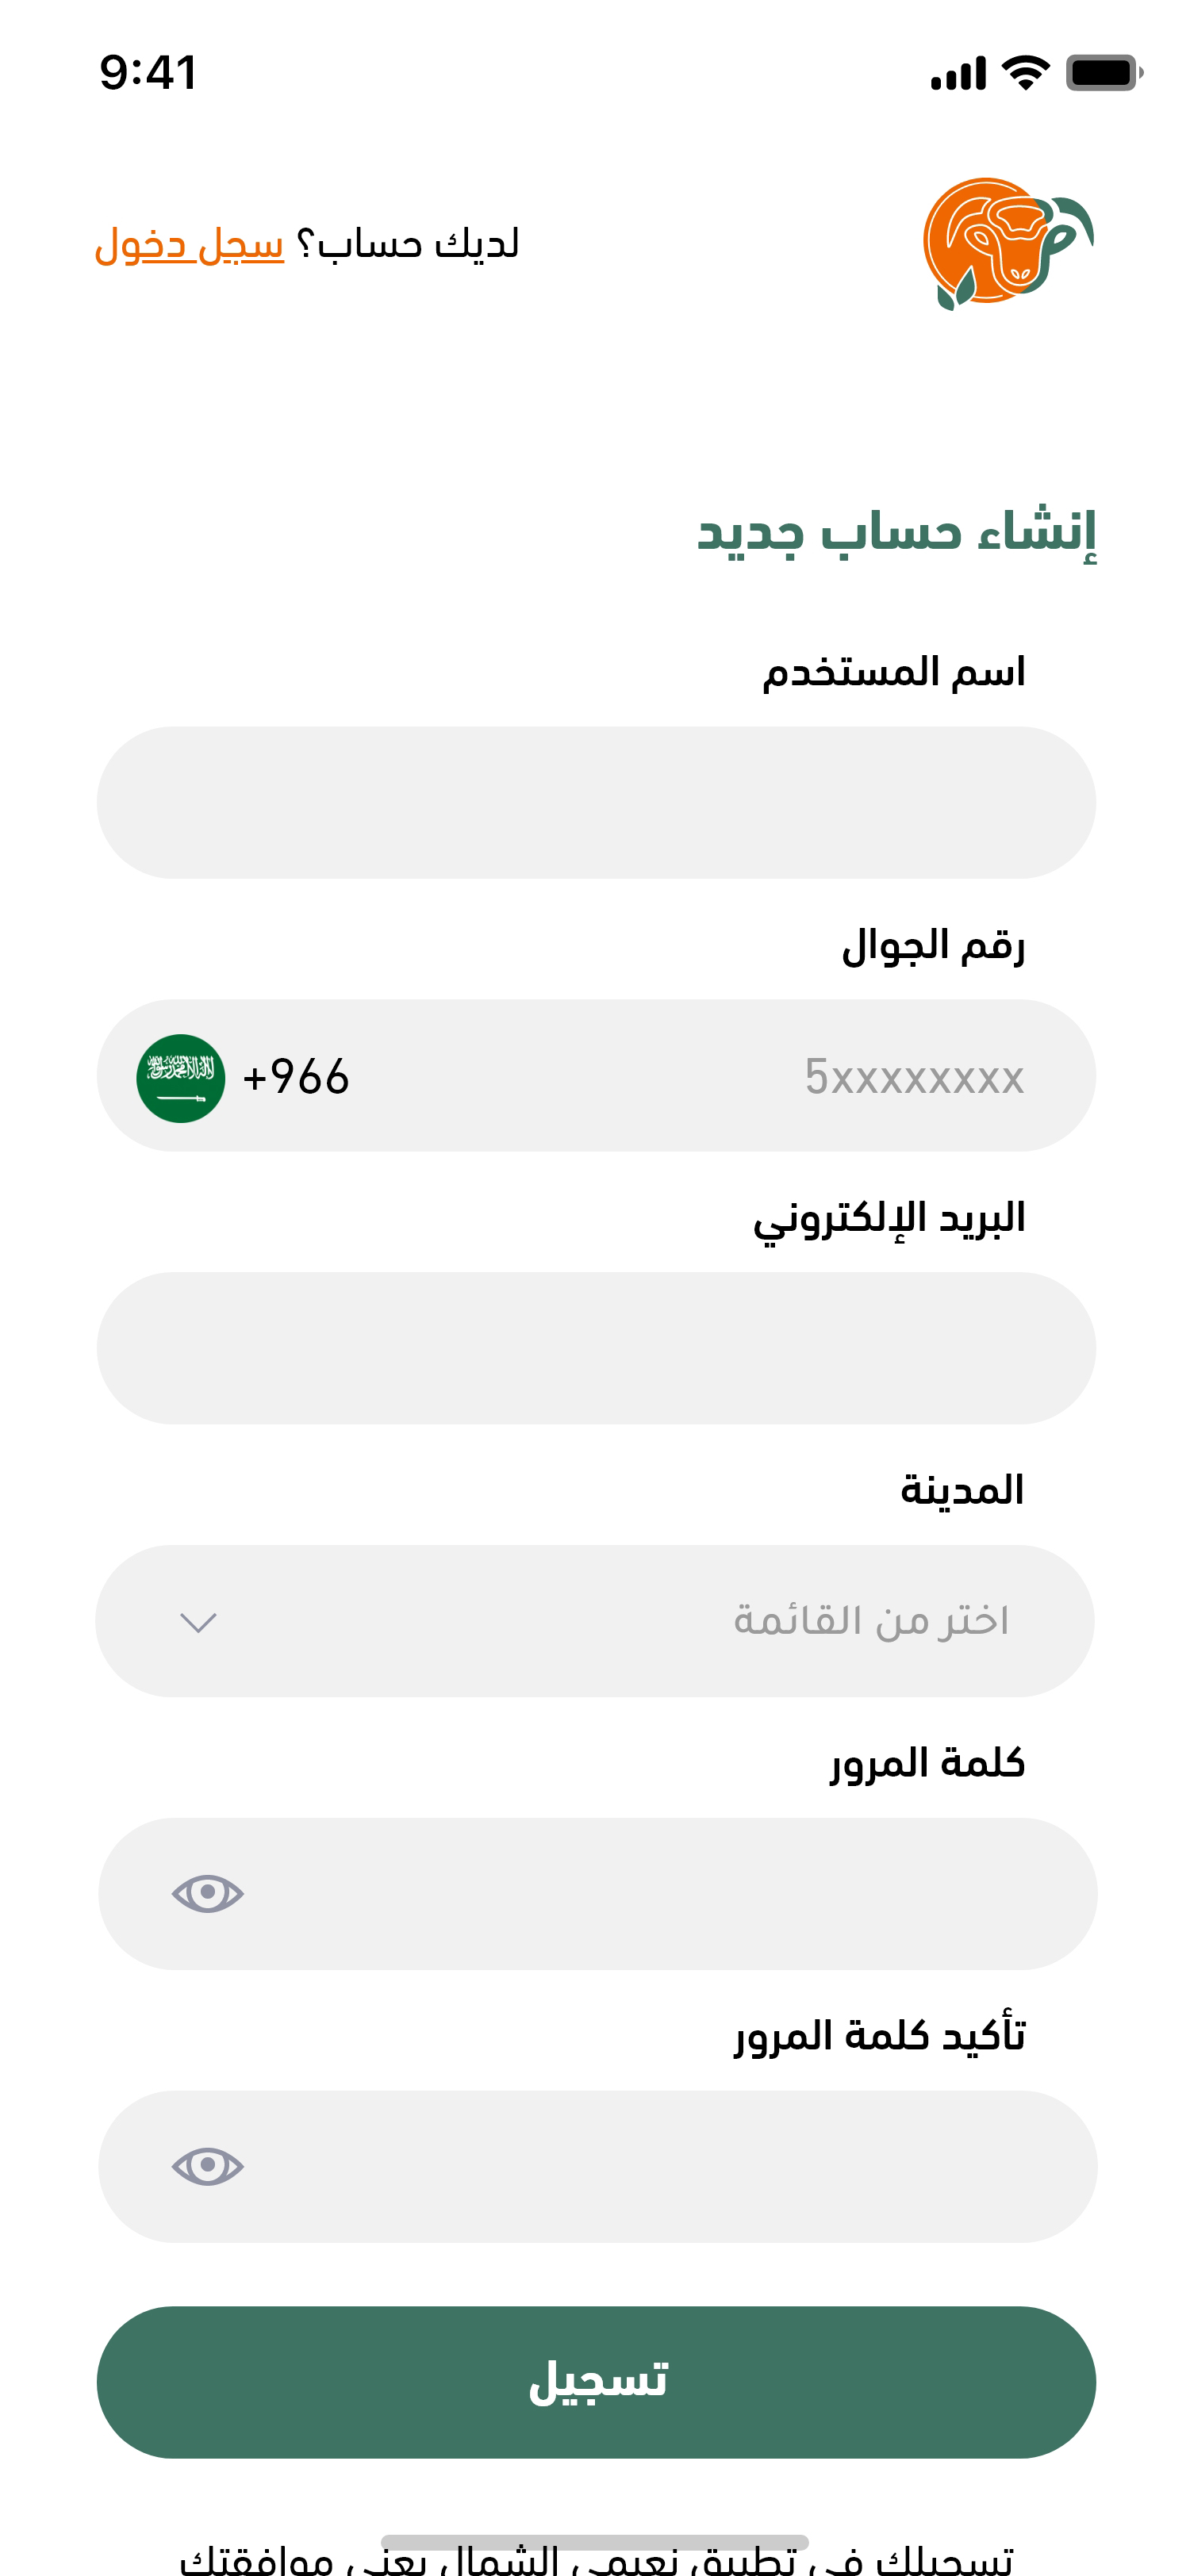 9:41
لديك حساب؟ سجل دخول
إنشاء حساب جديد
اسم المستخدم
رقم الجوال
+966 5xxxxxxxx
البريد الإلكتروني
المدينة
اختر من القائمة
كلمة المرور
تأكيد كلمة المرور
تسجيل
تسجيلك في تطبيق نعيمي الشمال يعني موافقتك